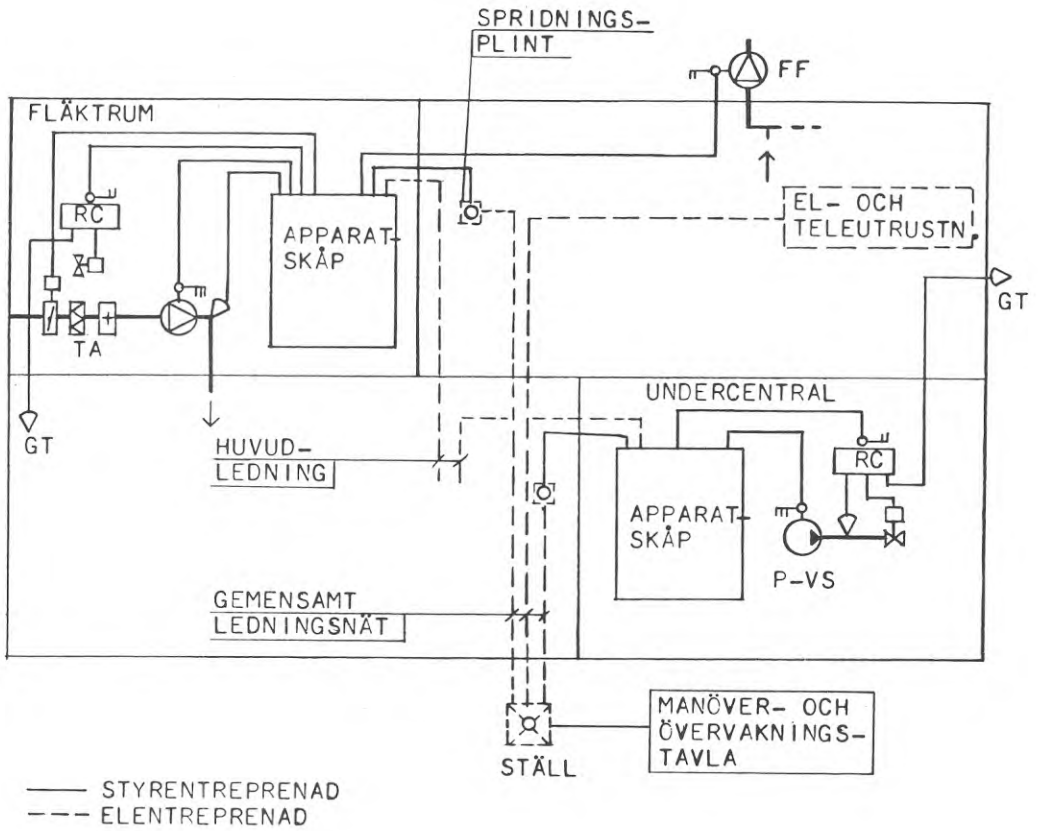 SPRIDNINGS-
PLINT
FF
FLÄKTRUM
RC
APPARAT-
SKÅP
EL- OCH
TELEUTRUSTN.
TA
GT
GT
UNDERCENTRAL
HUVUD-
LEDNING
RC
APPARAT-
SKÅP
P-VS
GEMENSAMT
LEDNINGSNÄT
MANÖVER- OCH
ÖVERVAKNINGS-
TAVLA
STÄLL
STYRENTREPRENAD
ELENTREPRENAD